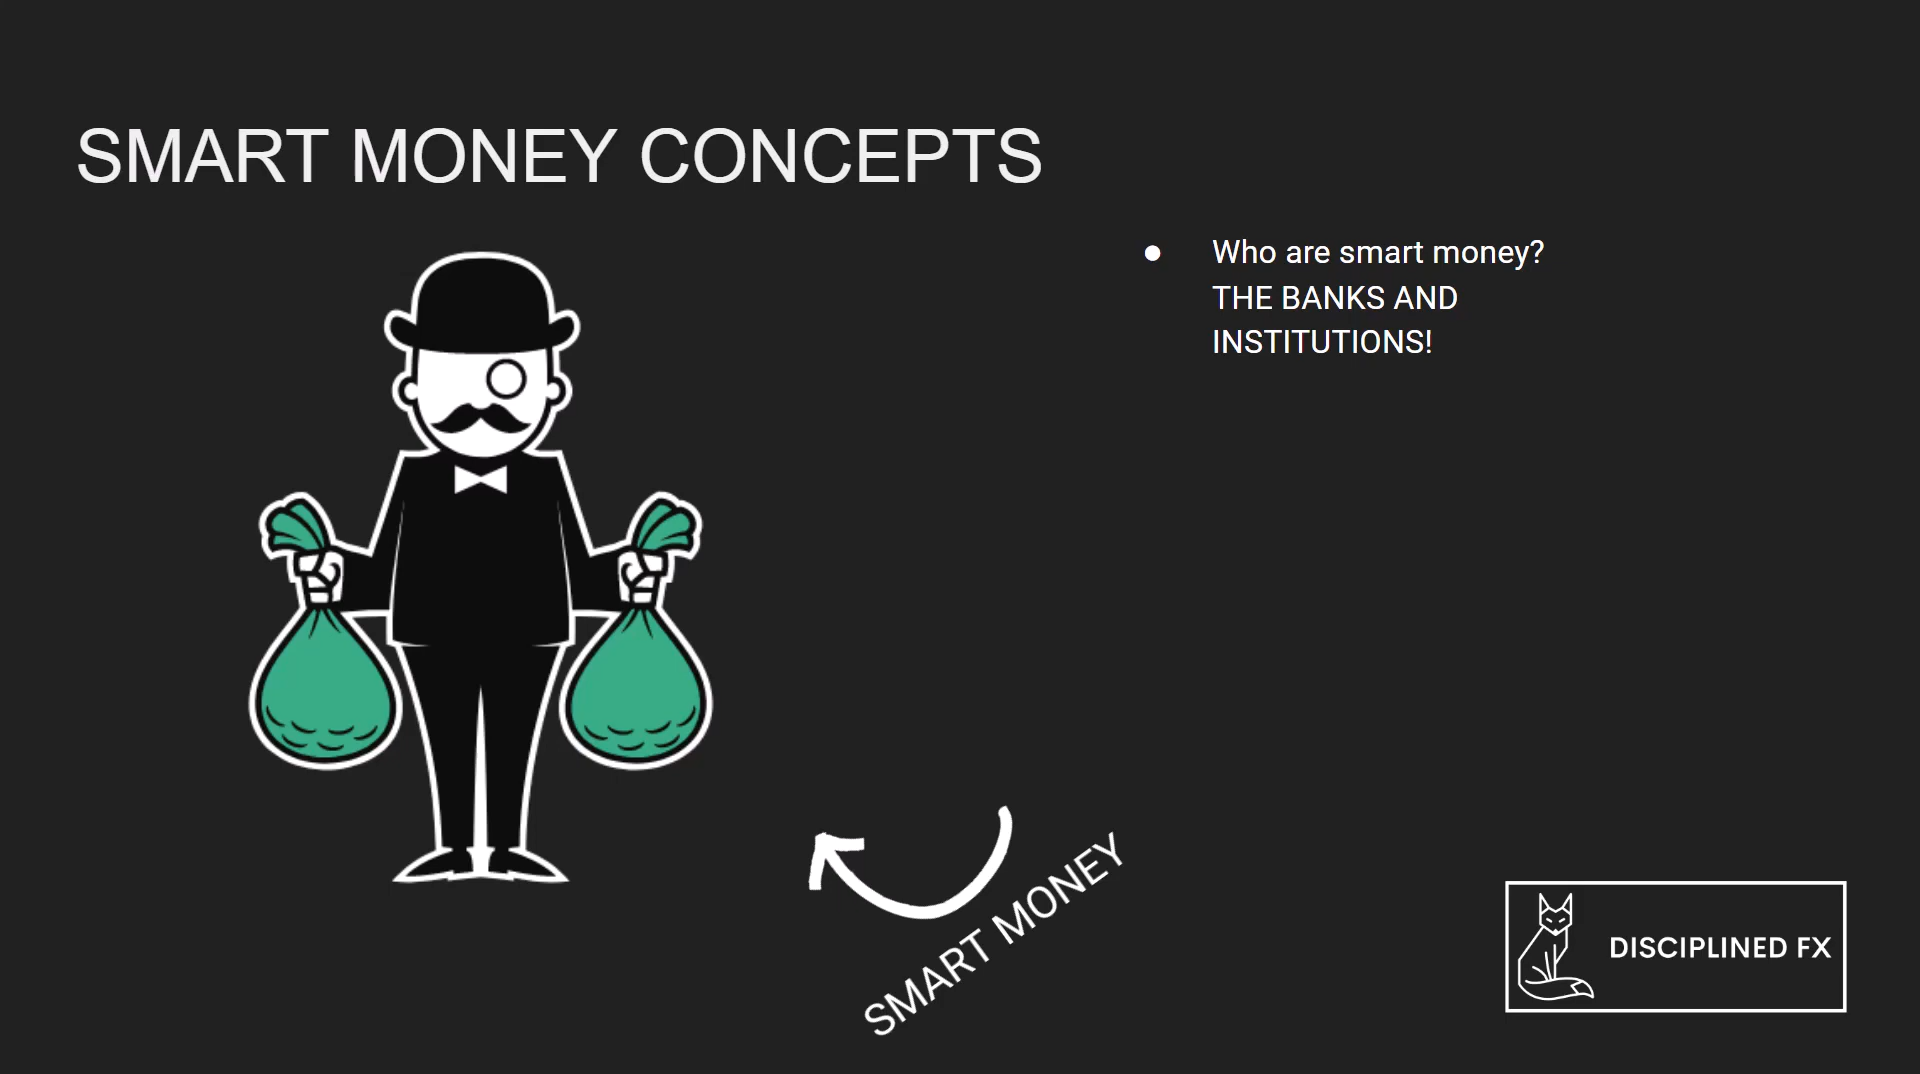 SMART MONEY CONCEPTS
● Who are smart money?
THE BANKS AND
INSTITUTIONS!
SMART MONEY
DISCIPLINED FX